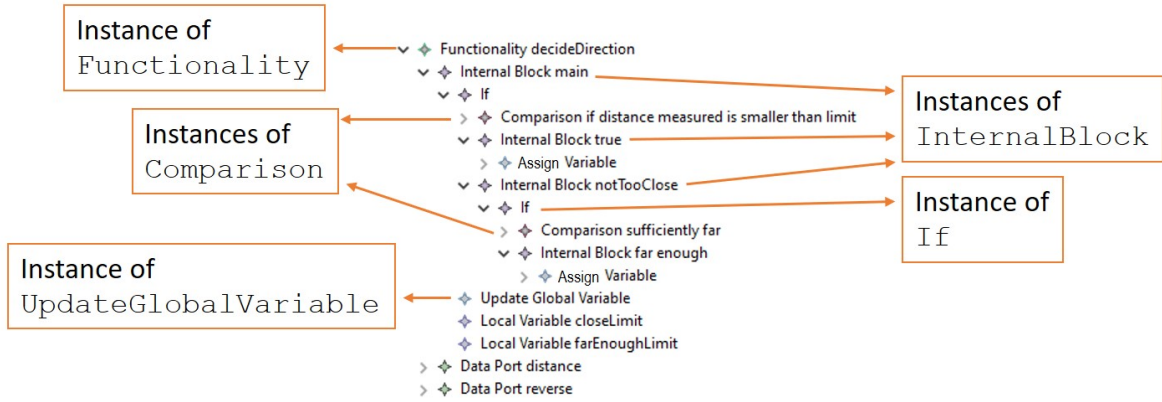 Instance of
Functionality
Instances of
Comparison
Instance of
UpdateGlobalVariable
Functionality decideDirection
Internal Block main
If
Comparison if distance measured is smaller than limit
Internal Block true
Assign Variable
Internal Block notTooClose
If
Comparison sufficiently far
Internal Block far enough
Assign Variable
Update Global Variable
Local Variable closeLimit
Local Variable farEnoughLimit
Data Port distance
Data Port reverse
Instances of
InternalBlock
Instance of
If